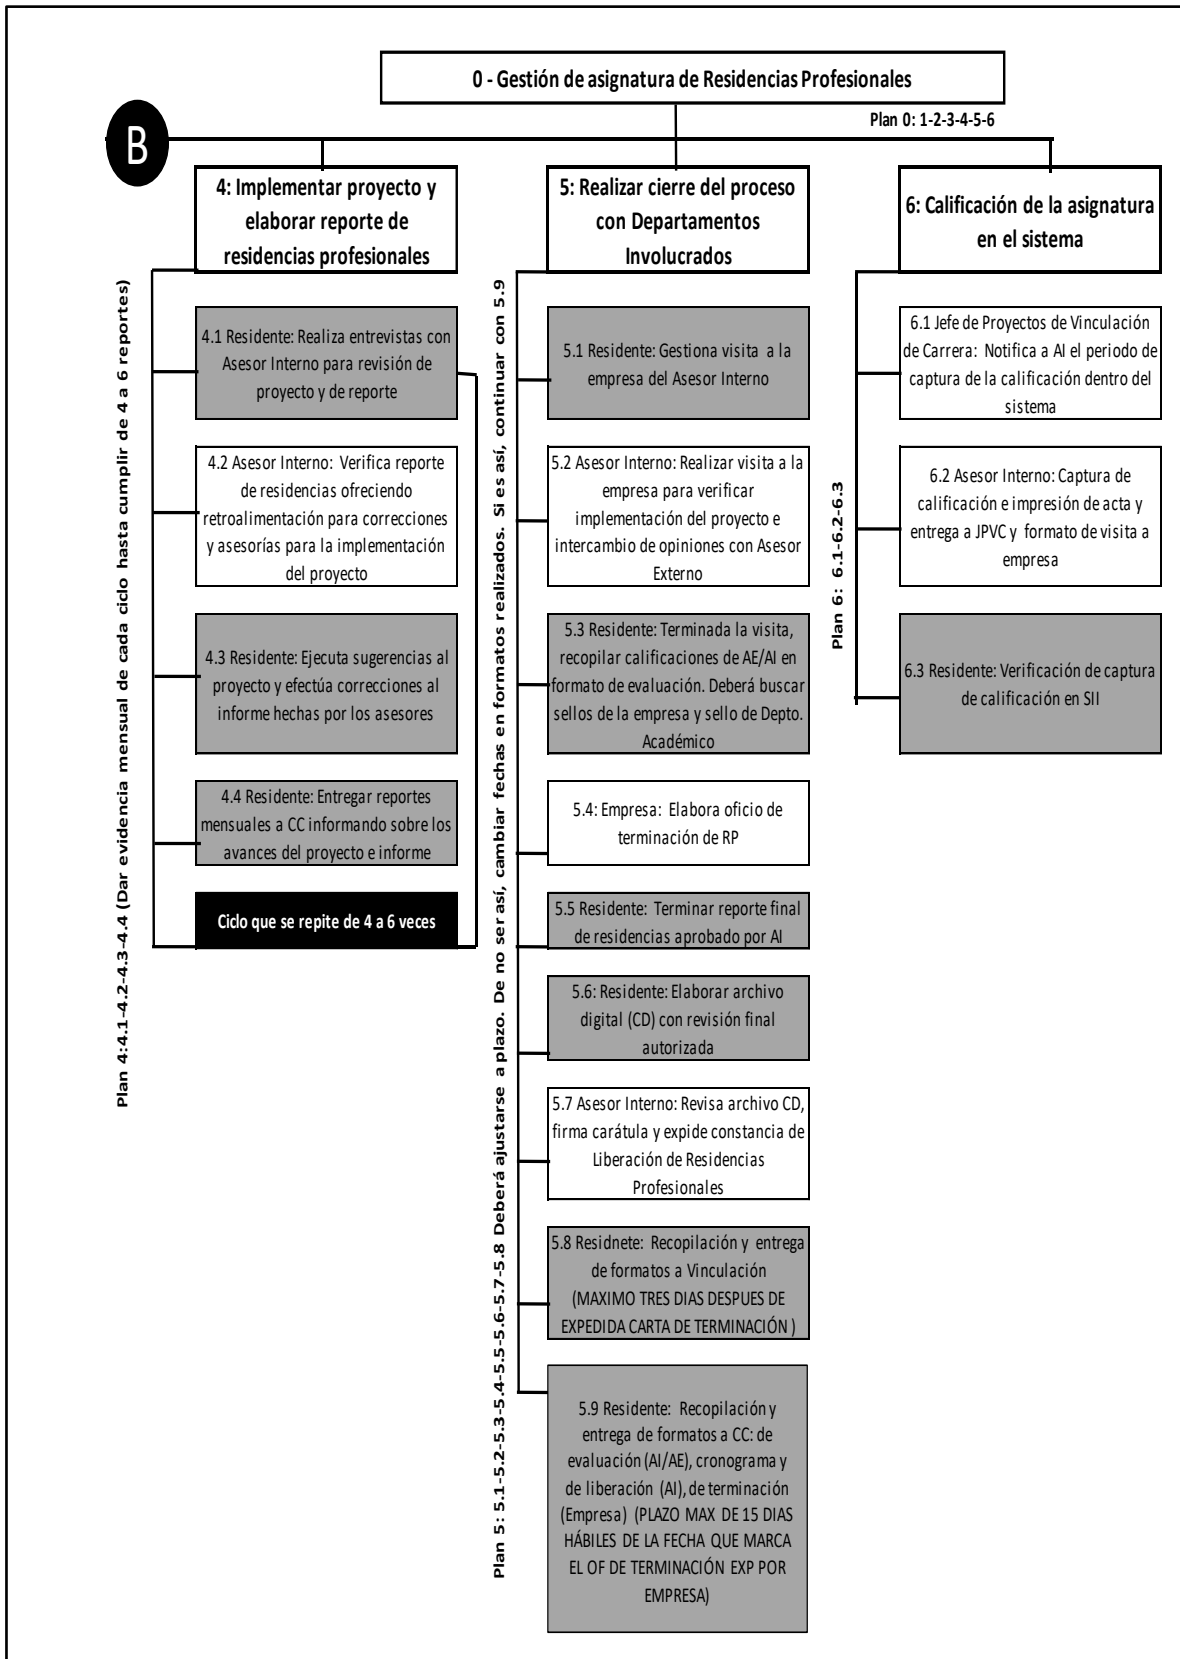 0 - Gestión de asignatura de Residencias Profesionales
Plan 0: 1-2-3-4-5-6
B
4: Implementar proyecto y
elaborar reporte de
residencias profesionales
Plan 4:4.1-4.2-4.3-4.4 (Dar evidencia mensual de cada ciclo hasta cumplir de 4 a 6 reportes)
4.1 Residente: Realiza entrevistas con
Asesor Interno para revisión de
proyecto y de reporte
4.2 Asesor Interno: Verifica reporte
de residencias ofreciendo
retroalimentación para correcciones
y asesorías para la implementación
del proyecto
4.3 Residente: Ejecuta sugerencias al
proyecto y efectúa correcciones al
informe hechas por los asesores
4.4 Residente: Entregar reportes
mensuales a CC informando sobre los
avances del proyecto e informe
Ciclo que se repite de 4 a 6 veces
5: Realizar cierre del proceso
con Departamentos
Involucrados
Plan 5: 5.1-5.2-5.3-5.4-5.5-5.6-5.7-5.8 Deberá ajustarse a plazo. De no ser así, cambiar fechas en formatos realizados. Si es así, continuar con 5.9
5.1 Residente: Gestiona visita a la
empresa del Asesor Interno
5.2 Asesor Interno: Realizar visita a la
empresa para verificar
implementación del proyecto e
intercambio de opiniones con Asesor
Externo
5.3 Residente: Terminada la visita,
recopilar calificaciones de AE/AI en
formato de evaluación. Deberá buscar
sellos de la empresa y sello de Depto.
Académico
5.4: Empresa: Elabora oficio de
terminación de RP
5.5 Residente: Terminar reporte final
de residencias aprobado por AI
5.6: Residente: Elaborar archivo
digital (CD) con revisión final
autorizada
5.7 Asesor Interno: Revisa archivo CD,
firma carátula y expide constancia de
Liberación de Residencias
Profesionales
5.8 Residnete: Recopilación y entrega
de formatos a Vinculación
(MAXIMO TRES DIAS DESPUES DE
EXPEDIDA CARTA DE TERMINACIÓN )
5.9 Residente: Recopilación y
entrega de formatos a CC: de
evaluación (AI/AE), cronograma y
de liberación (AI), de terminación
(Empresa) (PLAZO MAX DE 15 DIAS
HÁBILES DE LA FECHA QUE MARCA
EL OF DE TERMINACIÓN EXP POR
EMPRESA)
6: Calificación de la asignatura
en el sistema
Plan 6: 6.1-6.2-6.3
6.1 Jefe de Proyectos de Vinculación
de Carrera: Notifica a AI el periodo de
captura de la calificación dentro del
sistema
6.2 Asesor Interno: Captura de
calificación e impresión de acta y
entrega a JPVC y formato de visita a
empresa
6.3 Residente: Verificación de captura
de calificación en SII